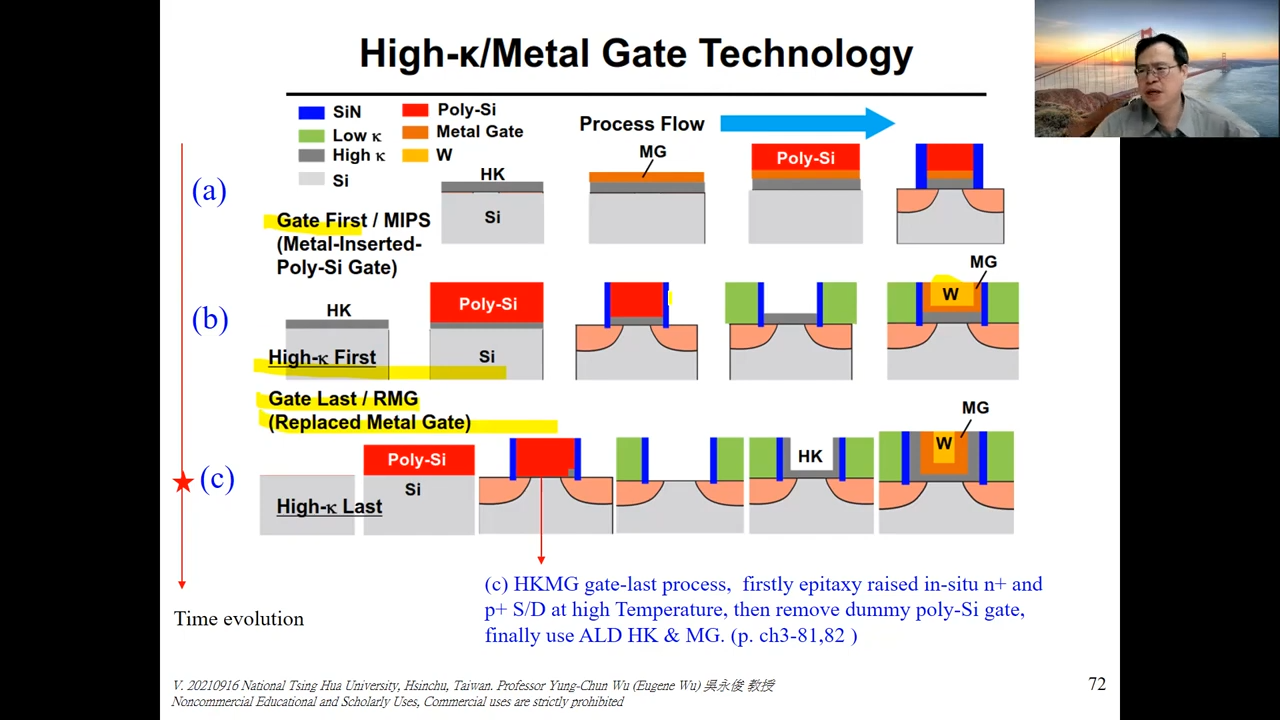 High-κ/Metal Gate Technology
SiN
Low κ
High κ
Si
Poly-Si
Metal Gate
W
Process Flow
(a)
Gate First / MIPS
(Metal-Inserted-
Poly-Si Gate)
HK
Si
MG
Poly-Si
(b)
HK
High-κ First
Poly-Si
Si
MG
W
Gate Last / RMG
(Replaced Metal Gate)
(c)
High-κ Last
Poly-Si
Si
HK
MG
W
(c) HKMG gate-last process, firstly epitaxy raised in-situ n+ and
p+ S/D at high Temperature, then remove dummy poly-Si gate,
finally use ALD HK & MG. (p. ch3-81,82 )
Time evolution
V. 20210916 National Tsing Hua University, Hsinchu, Taiwan. Professor Yung-Chun Wu (Eugene Wu) 吳永俊 教授
Noncommercial Educational and Scholarly Uses, Commercial uses are strictly prohibited
72